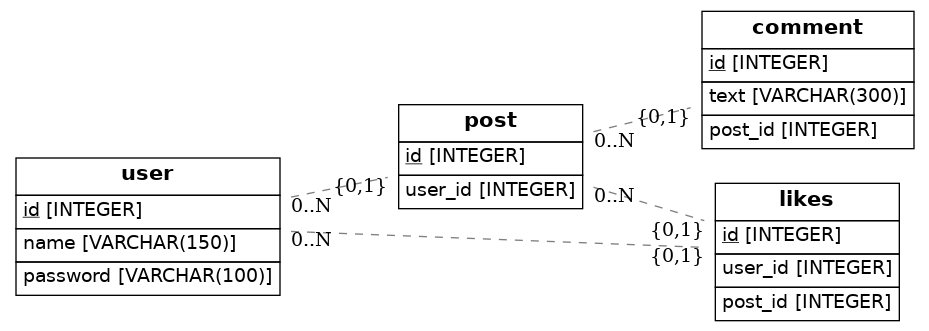 user
id [INTEGER]
name [VARCHAR(150)]
password [VARCHAR(100)]
0..N
{0,1}
0..N
{0,1}
post
id [INTEGER]
user_id [INTEGER]
0..N
{0,1}
0..N
{0,1}
comment
id [INTEGER]
text [VARCHAR(300)]
post_id [INTEGER]
likes
id [INTEGER]
user_id [INTEGER]
post_id [INTEGER]